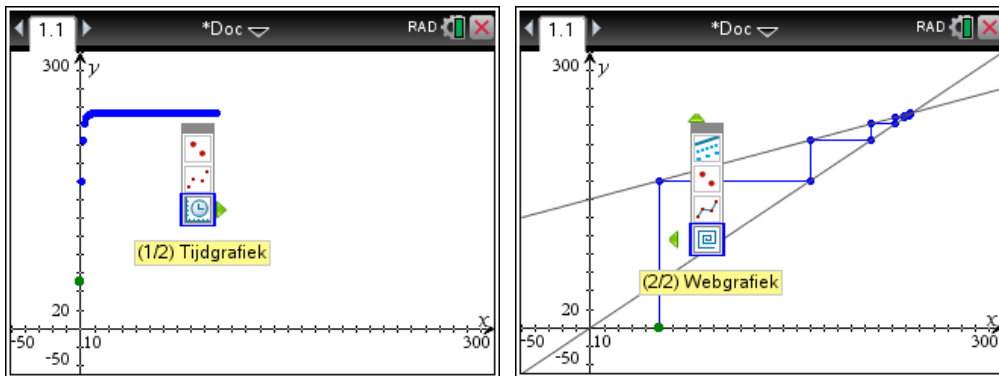 1.1
*Doc
RAD
300
y
(1/2) Tijdgrafiek
20
x
-50
10
300
-50
1.1
*Doc
RAD
300
y
(2/2) Webgrafiek
20
x
-50
10
300
-50